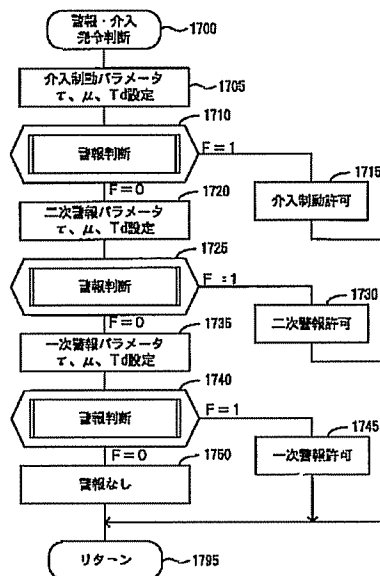 警報・介入
発令判断
1700
介入制動パラメータ
τ、μ、Td設定
1705
1710
警報判断
F=1
F=0
1715
介入制動許可
1720
二次警報パラメータ
τ、μ、Td設定
1725
警報判断
F=1
F=0
1730
二次警報許可
1735
一次警報パラメータ
τ、μ、Td設定
1740
警報判断
F=1
F=0
1745
一次警報許可
1750
警報なし
リターン
1795